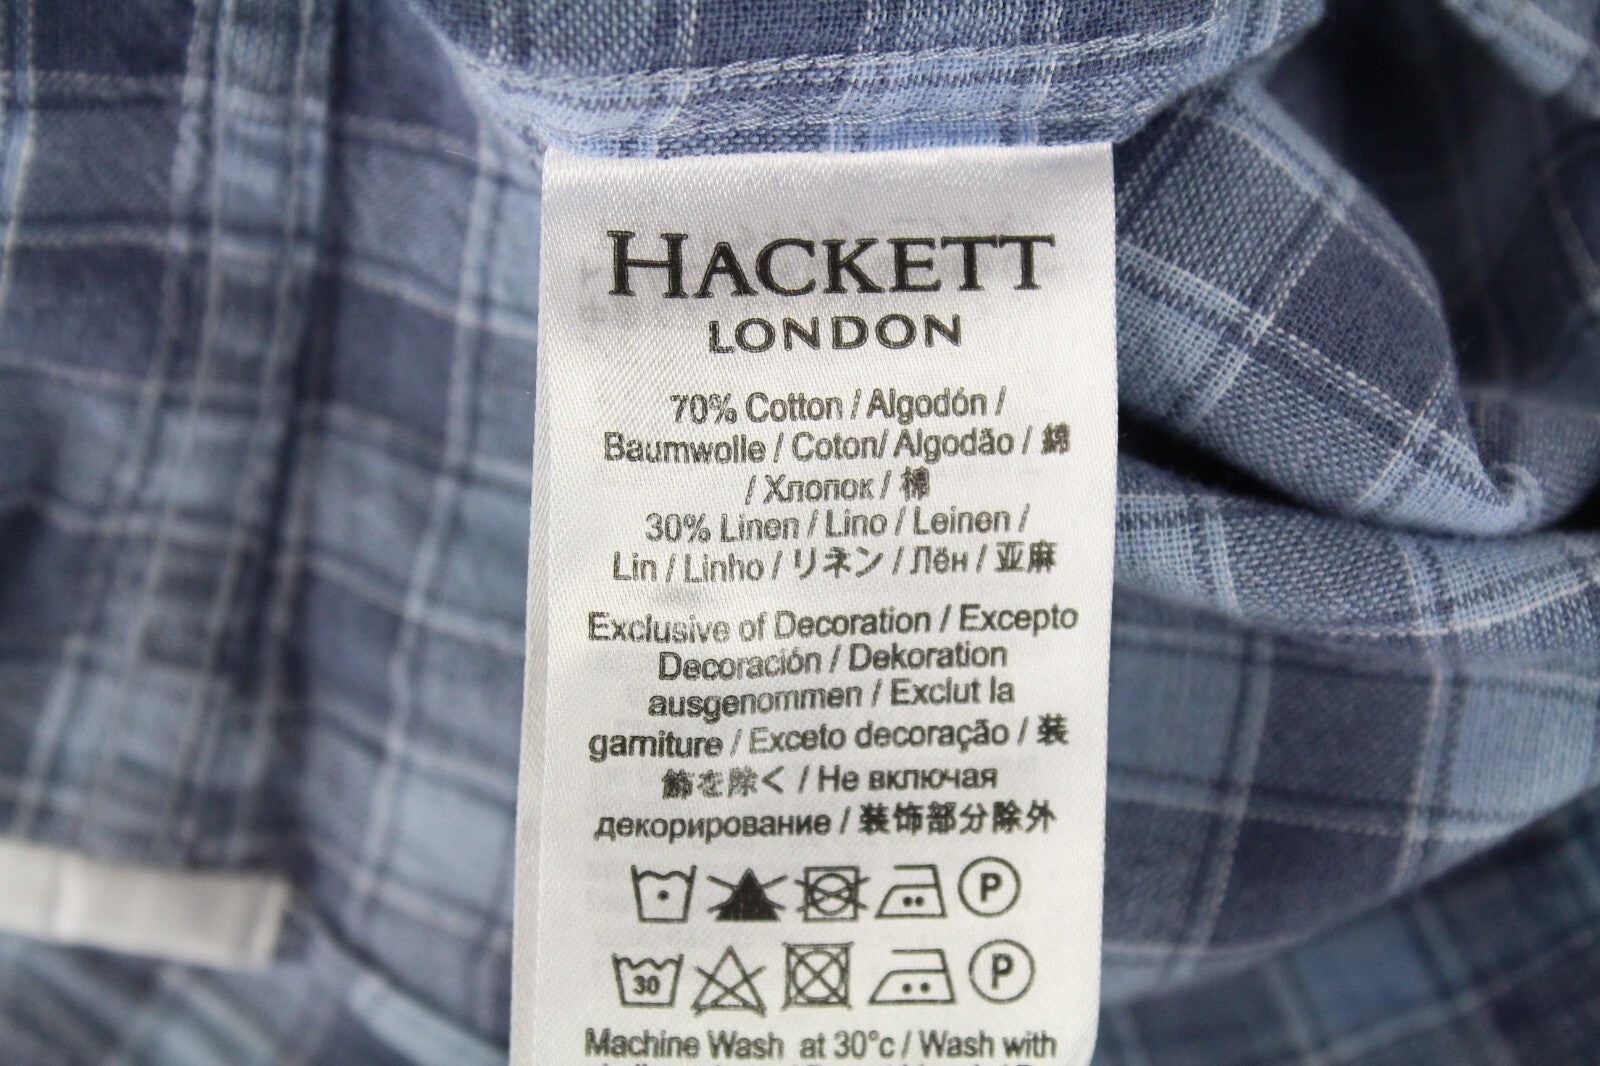 HACKETT
LONDON
70% Cotton / Algodón /
Baumwolle / Coton/ Algodão / 綿
/ Хлопок / 棉
30% Linen / Lino / Leinen /
Lin / Linho / リネン / Лён / 亚麻
Exclusive of Decoration / Excepto
Decoración / Dekoration
ausgenommen / Exclut la
garniture / Exceto decoração / 装
飾を除く / Не включая
декорирование / 装饰部分除外
P
30 P
Machine Wash at 30°c / Wash with